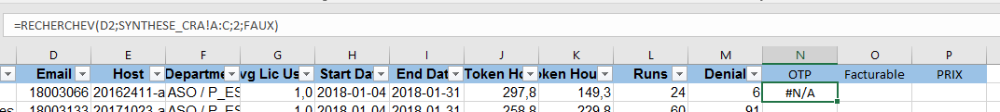 =RECHERCHEV(D2;SYNTHESE_CRA!A:C;2;FAUX)
D E F G H I J K L M N O P
Email Host Departme vg Lic Us Start Da End Dat Token Ho oken Hou Runs Denial OTP Facturable PRIX
18003066 20162411-a ASO / P_ES 1,0 2018-01-04 2018-01-31 297,8 149,3 24 6 #N/A
es 18003133 20171023-a ASO / P_ES 1,0 2018-01-04 2018-01-31 258,8 229,8 60 91